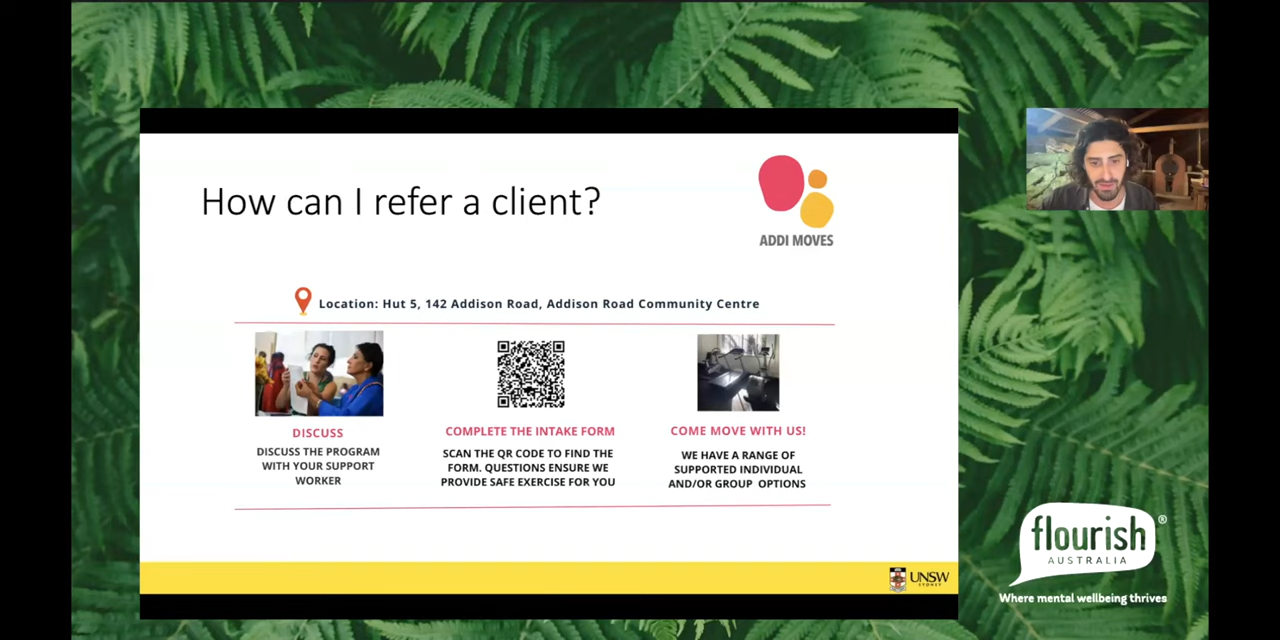 How can I refer a client?
ADDI MOVES
Location: Hut 5, 142 Addison Road, Addison Road Community Centre
DISCUSS
DISCUSS THE PROGRAM
WITH YOUR SUPPORT
WORKER
COMPLETE THE INTAKE FORM
SCAN THE QR CODE TO FIND THE
FORM. QUESTIONS ENSURE WE
PROVIDE SAFE EXERCISE FOR YOU
COME MOVE WITH US!
WE HAVE A RANGE OF
SUPPORTED INDIVIDUAL
AND/OR GROUP OPTIONS
UNSW
SYDNEY
flourish®
AUSTRALIA
Where mental wellbeing thrives